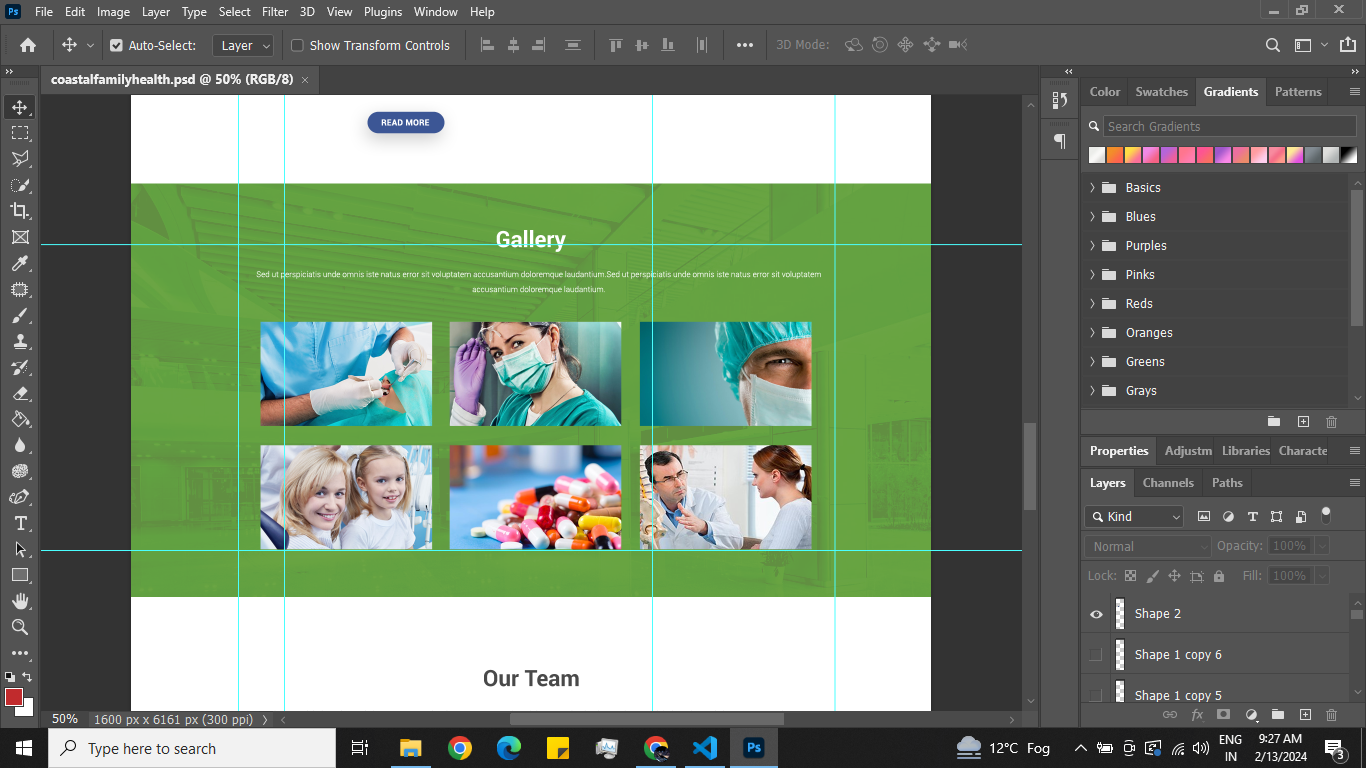 Ps File Edit Image Layer Type Select Filter 3D View Plugins Window Help
Auto-Select: Layer Show Transform Controls 3D Mode:
coastalfamilyhealth.psd @ 50% (RGB/8)
READ MORE
Gallery
Sed ut perspiciatis unde omnis iste natus error sit voluptatem accusantium doloremque laudantium.Sed ut perspiciatis unde omnis iste natus error sit voluptatem
accusantium doloremque laudantium.
Our Team
50% 1600 px x 6161 px (300 ppi)
Color Swatches Gradients Patterns
Search Gradients
Basics
Blues
Purples
Pinks
Reds
Oranges
Greens
Grays
Properties Adjustm Libraries Characte
Layers Channels Paths
Kind
Normal Opacity: 100%
Lock: Fill: 100%
Shape 2
Shape 1 copy 6
Shape 1 copy 5
fx
Type here to search
Ps
12°C Fog
ENG
IN
9:27 AM
2/13/2024
3